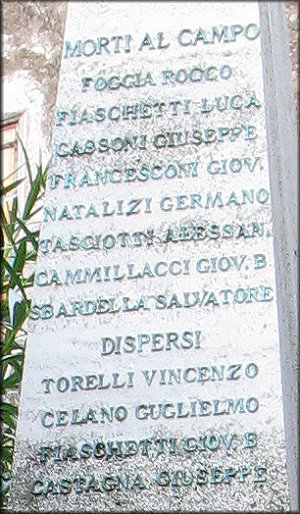 MORTI AL CAMPO
FOGGIA ROCCO
FIASCHETTI LUCA
CASSONI GIUSEPPE
FRANCESCONI GIOV.
NATALIZI GERMANO
TASCIOTTI ALESSAN.
CAMMILLACCI GIOV. B
SBARDELLA SALVATORE
DISPERSI
TORELLI VINCENZO
CELANO GUGLIELMO
FIASCHETTI GIOV. B
CASTAGNA GIUSEPPE